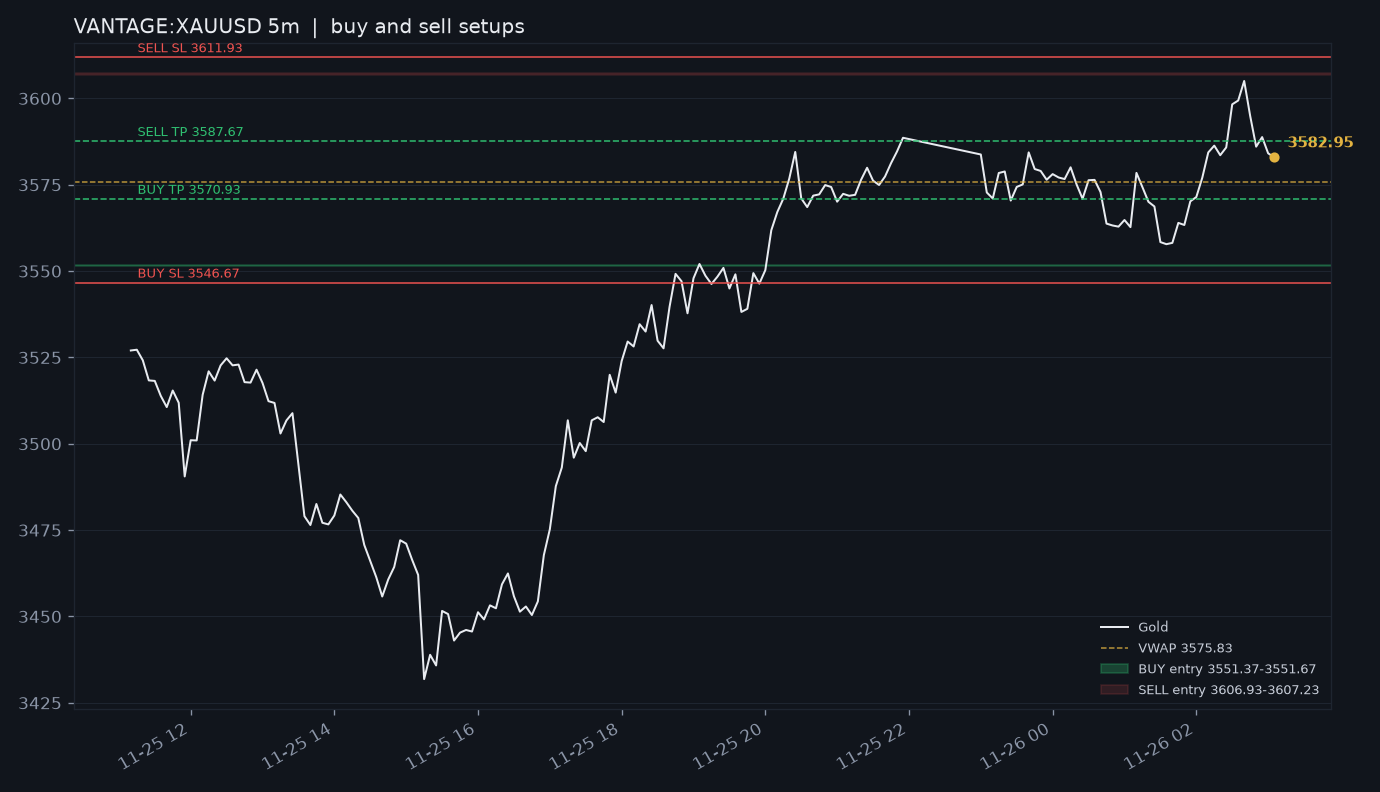 VANTAGE:XAUUSD 5m | buy and sell setups
SELL SL 3611.93
3600
SELL TP 3587.67
3582.95
3575
BUY TP 3570.93
3550
BUY SL 3546.67
3525
3500
3475
3450
3425
Gold
VWAP 3575.83
BUY entry 3551.37-3551.67
SELL entry 3606.93-3607.23
11-25 12
11-25 14
11-25 16
11-25 18
11-25 20
11-25 22
11-26 00
11-26 02